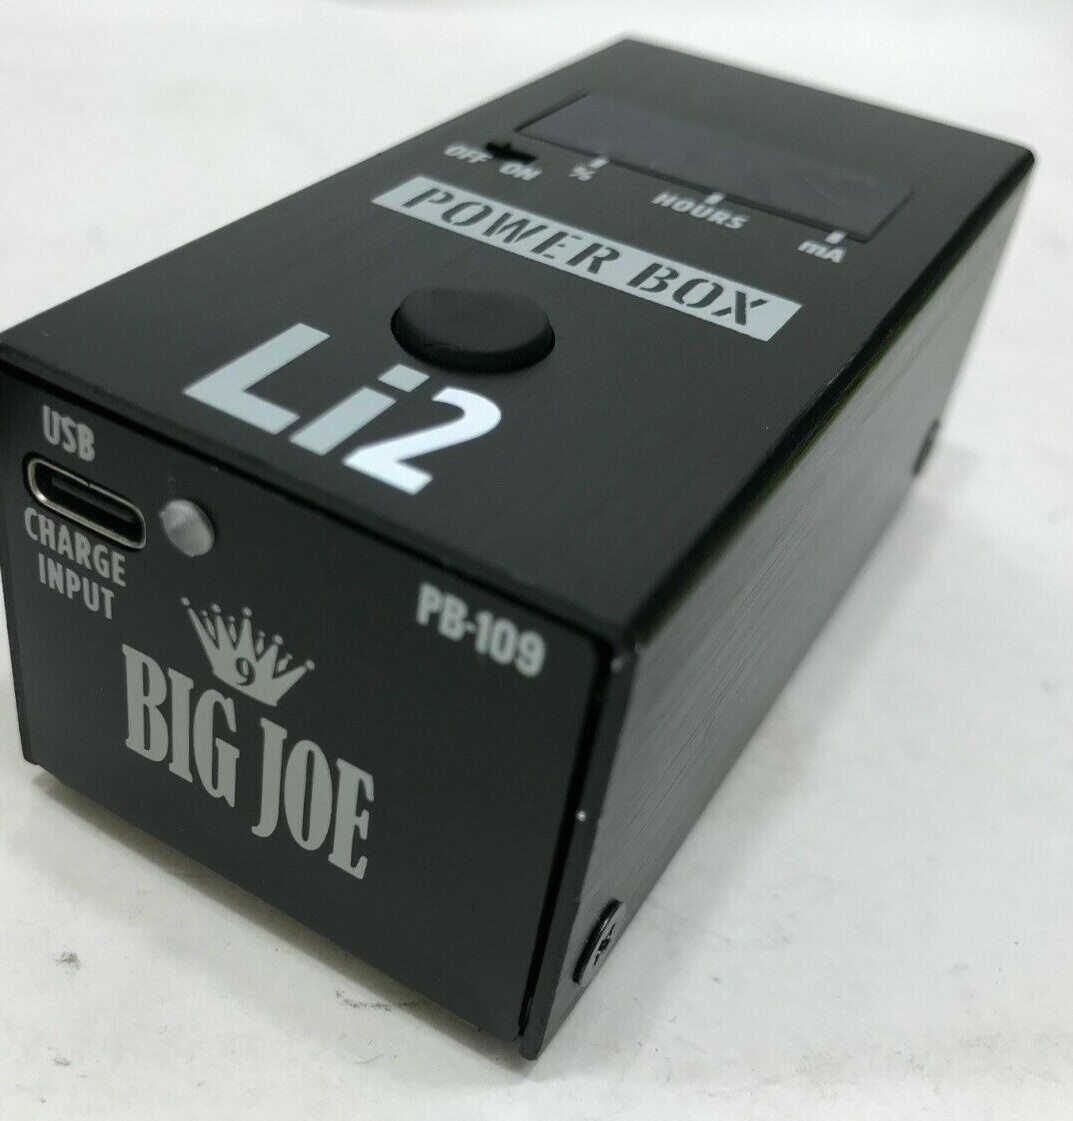 OFF ON % HOURS mA
POWER BOX
Li2
USB
CHARGE
INPUT
PB-109
9
BIG JOE